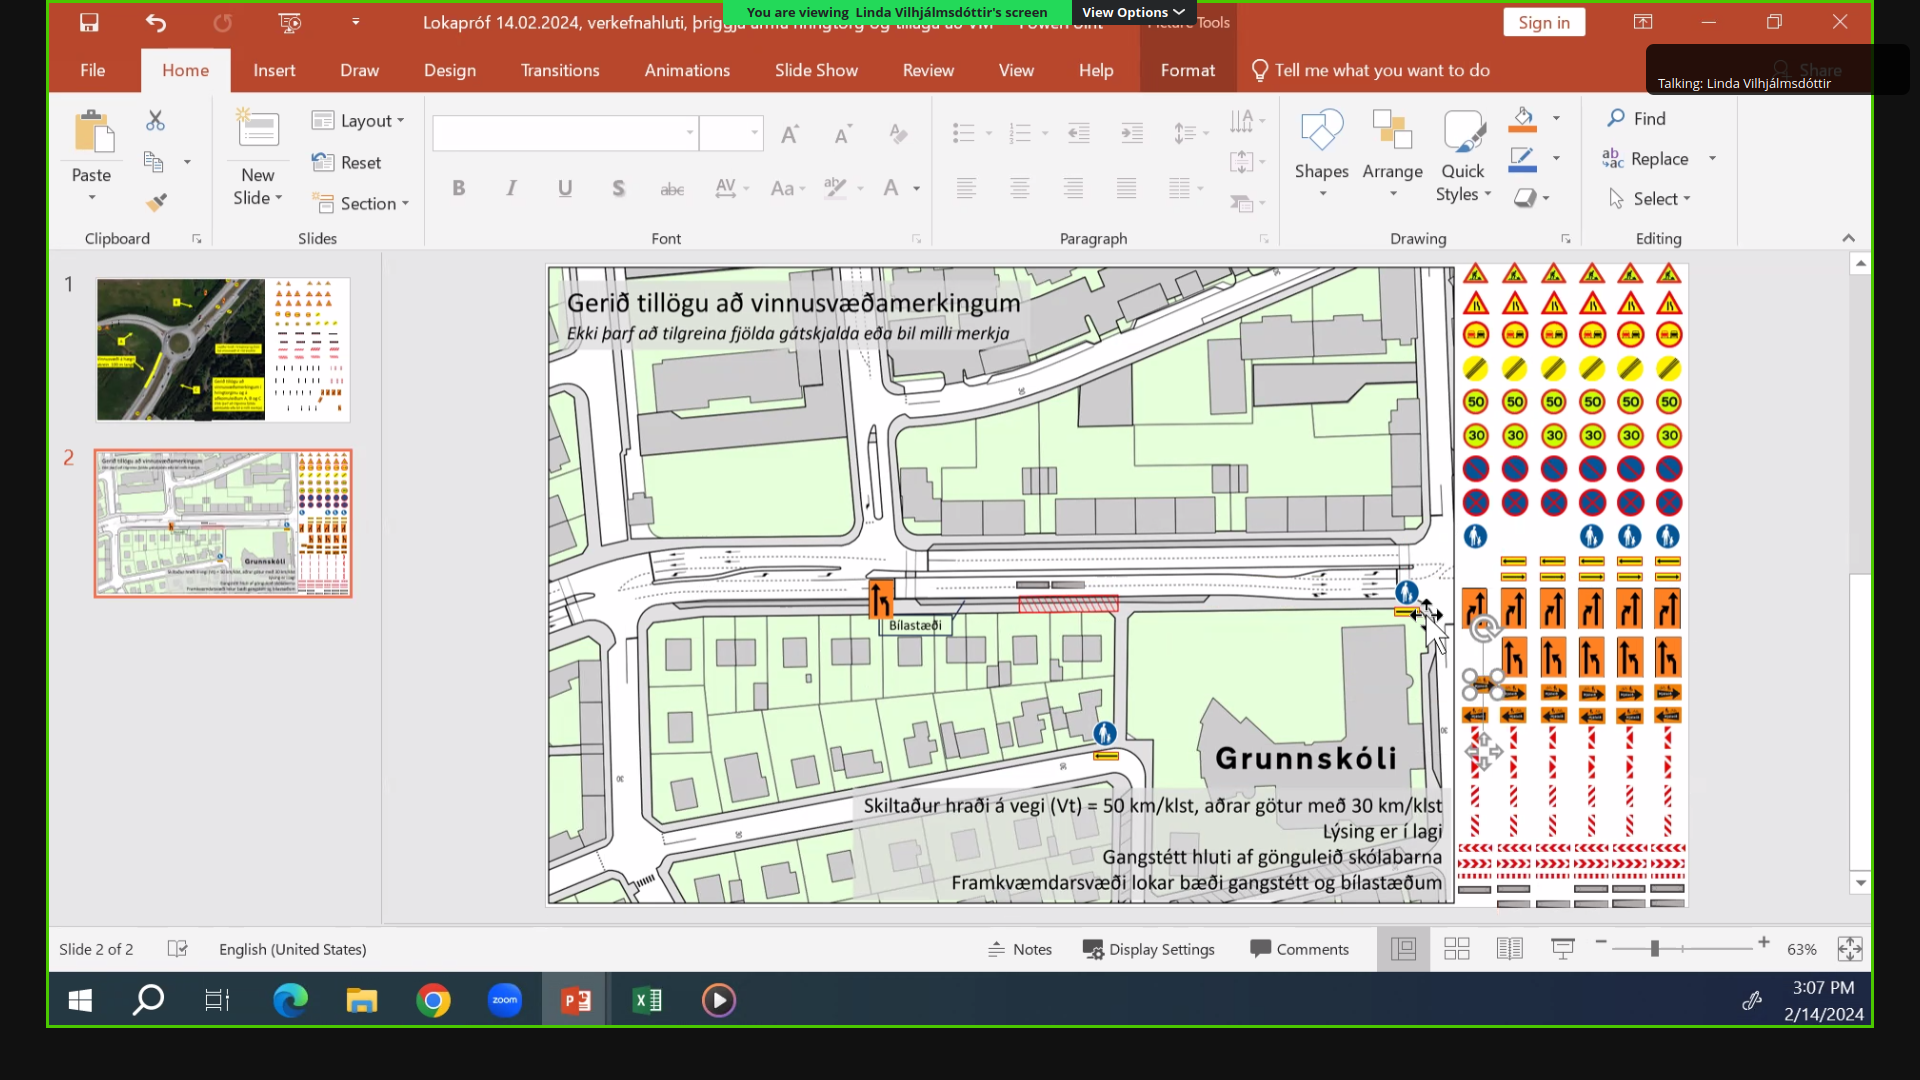 You are viewing Linda Vilhjálmsdóttir's screen
View Options
Lokapróf 14.02.2024, verkefnahluti,
Tools
Sign in
File
Home
Insert
Draw
Design
Transitions
Animations
Slide Show
Review
View
Help
Format
Tell me what you want to do
Share
Talking: Linda Vilhjálmsdóttir
Paste
Clipboard
New
Slide
Layout
Reset
Section
Slides
B I U S abc AV Aa ab A
Font
Paragraph
Shapes
Arrange
Quick
Styles
Drawing
Find
Replace
Select
Editing
1
2
Gerið tillögu að vinnusvæðamerkingum
Ekki þarf að tilgreina fjölda gátskjalda eða bil milli merkja
Bílastæði
Grunnskóli
Skiltaður hraði á vegi (Vt) = 50 km/klst, aðrar götur með 30 km/klst
Lýsing er í lagi
Gangstétt hluti af gönguleið skólabarna
Framkvæmdarsvæði lokar bæði gangstétt og bílastæðum
50 50 50 50 50 50
30 30 30 30 30 30
Slide 2 of 2
English (United States)
Notes
Display Settings
Comments
63%
zoom
3:07 PM
2/14/2024